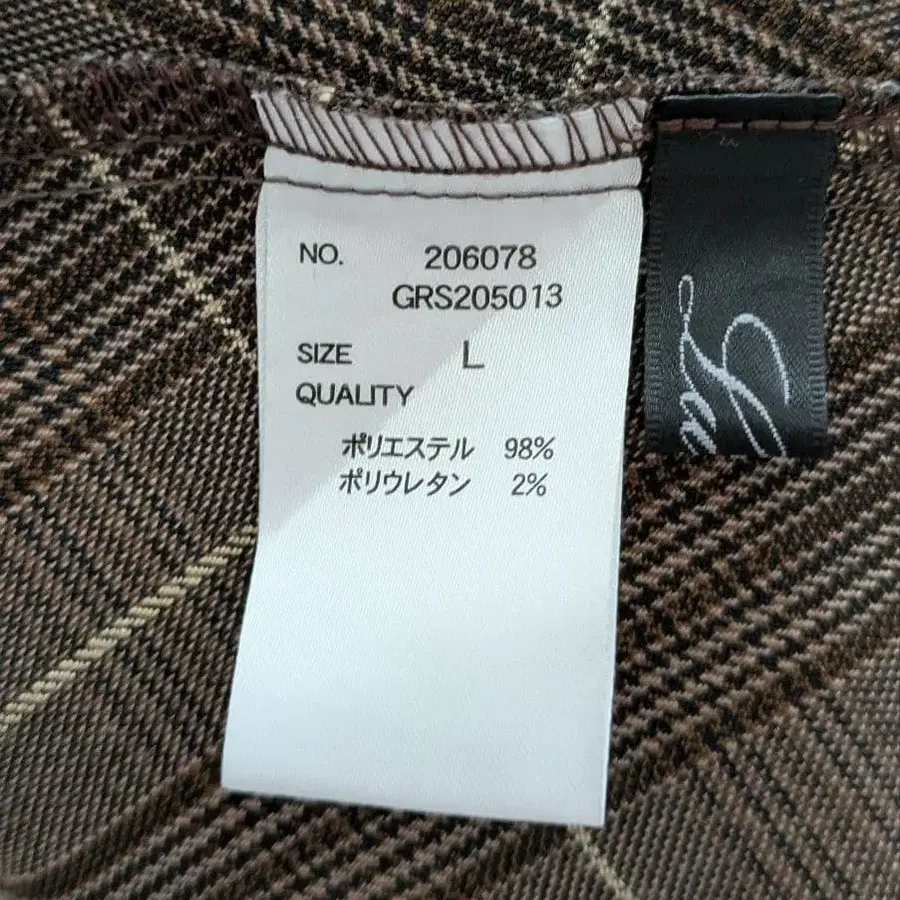 NO. 206078
GRS205013
SIZE L
QUALITY
ポリエステル 98%
ポリウレタン 2%